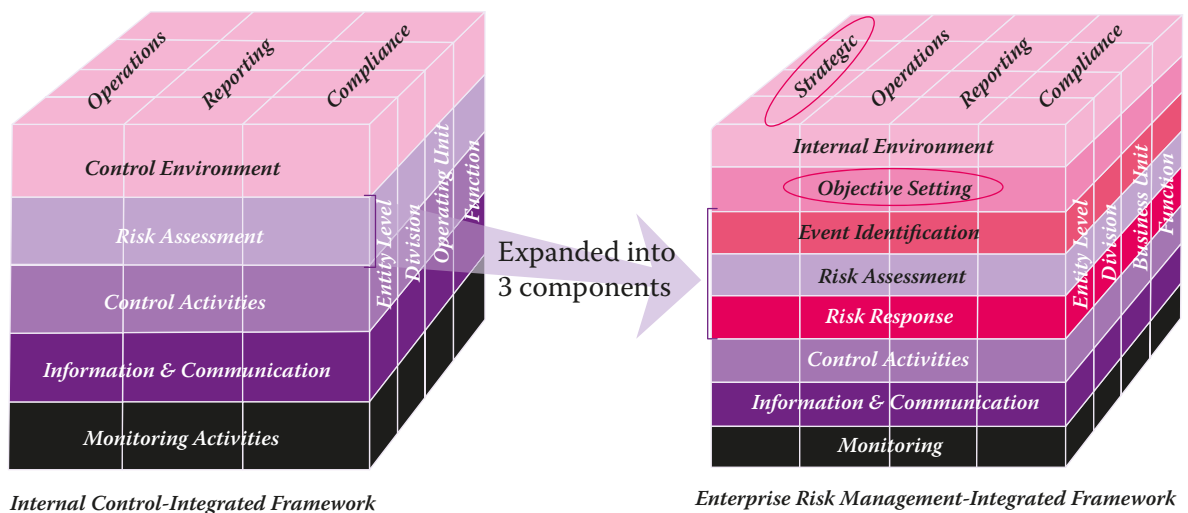 Operations
Reporting
Compliance
Control Environment
Risk Assessment
Control Activities
Information & Communication
Monitoring Activities
Entity Level
Division
Operating Unit
Function
Internal Control-Integrated Framework
Expanded into
3 components
Strategic
Operations
Reporting
Compliance
Internal Environment
Objective Setting
Event Identification
Risk Assessment
Risk Response
Control Activities
Information & Communication
Monitoring
Entity Level
Division
Business Unit
Function
Enterprise Risk Management-Integrated Framework